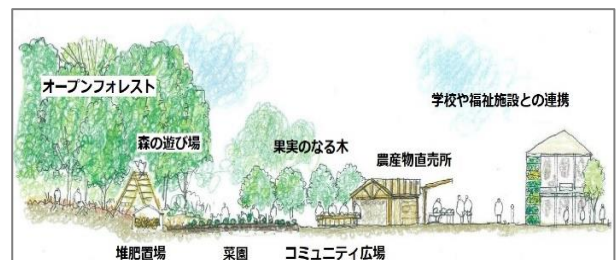 オープンフォレスト
学校や福祉施設との連携
森の遊び場
果実のなる木
農産物直売所
堆肥置場
菜園
コミュニティ広場